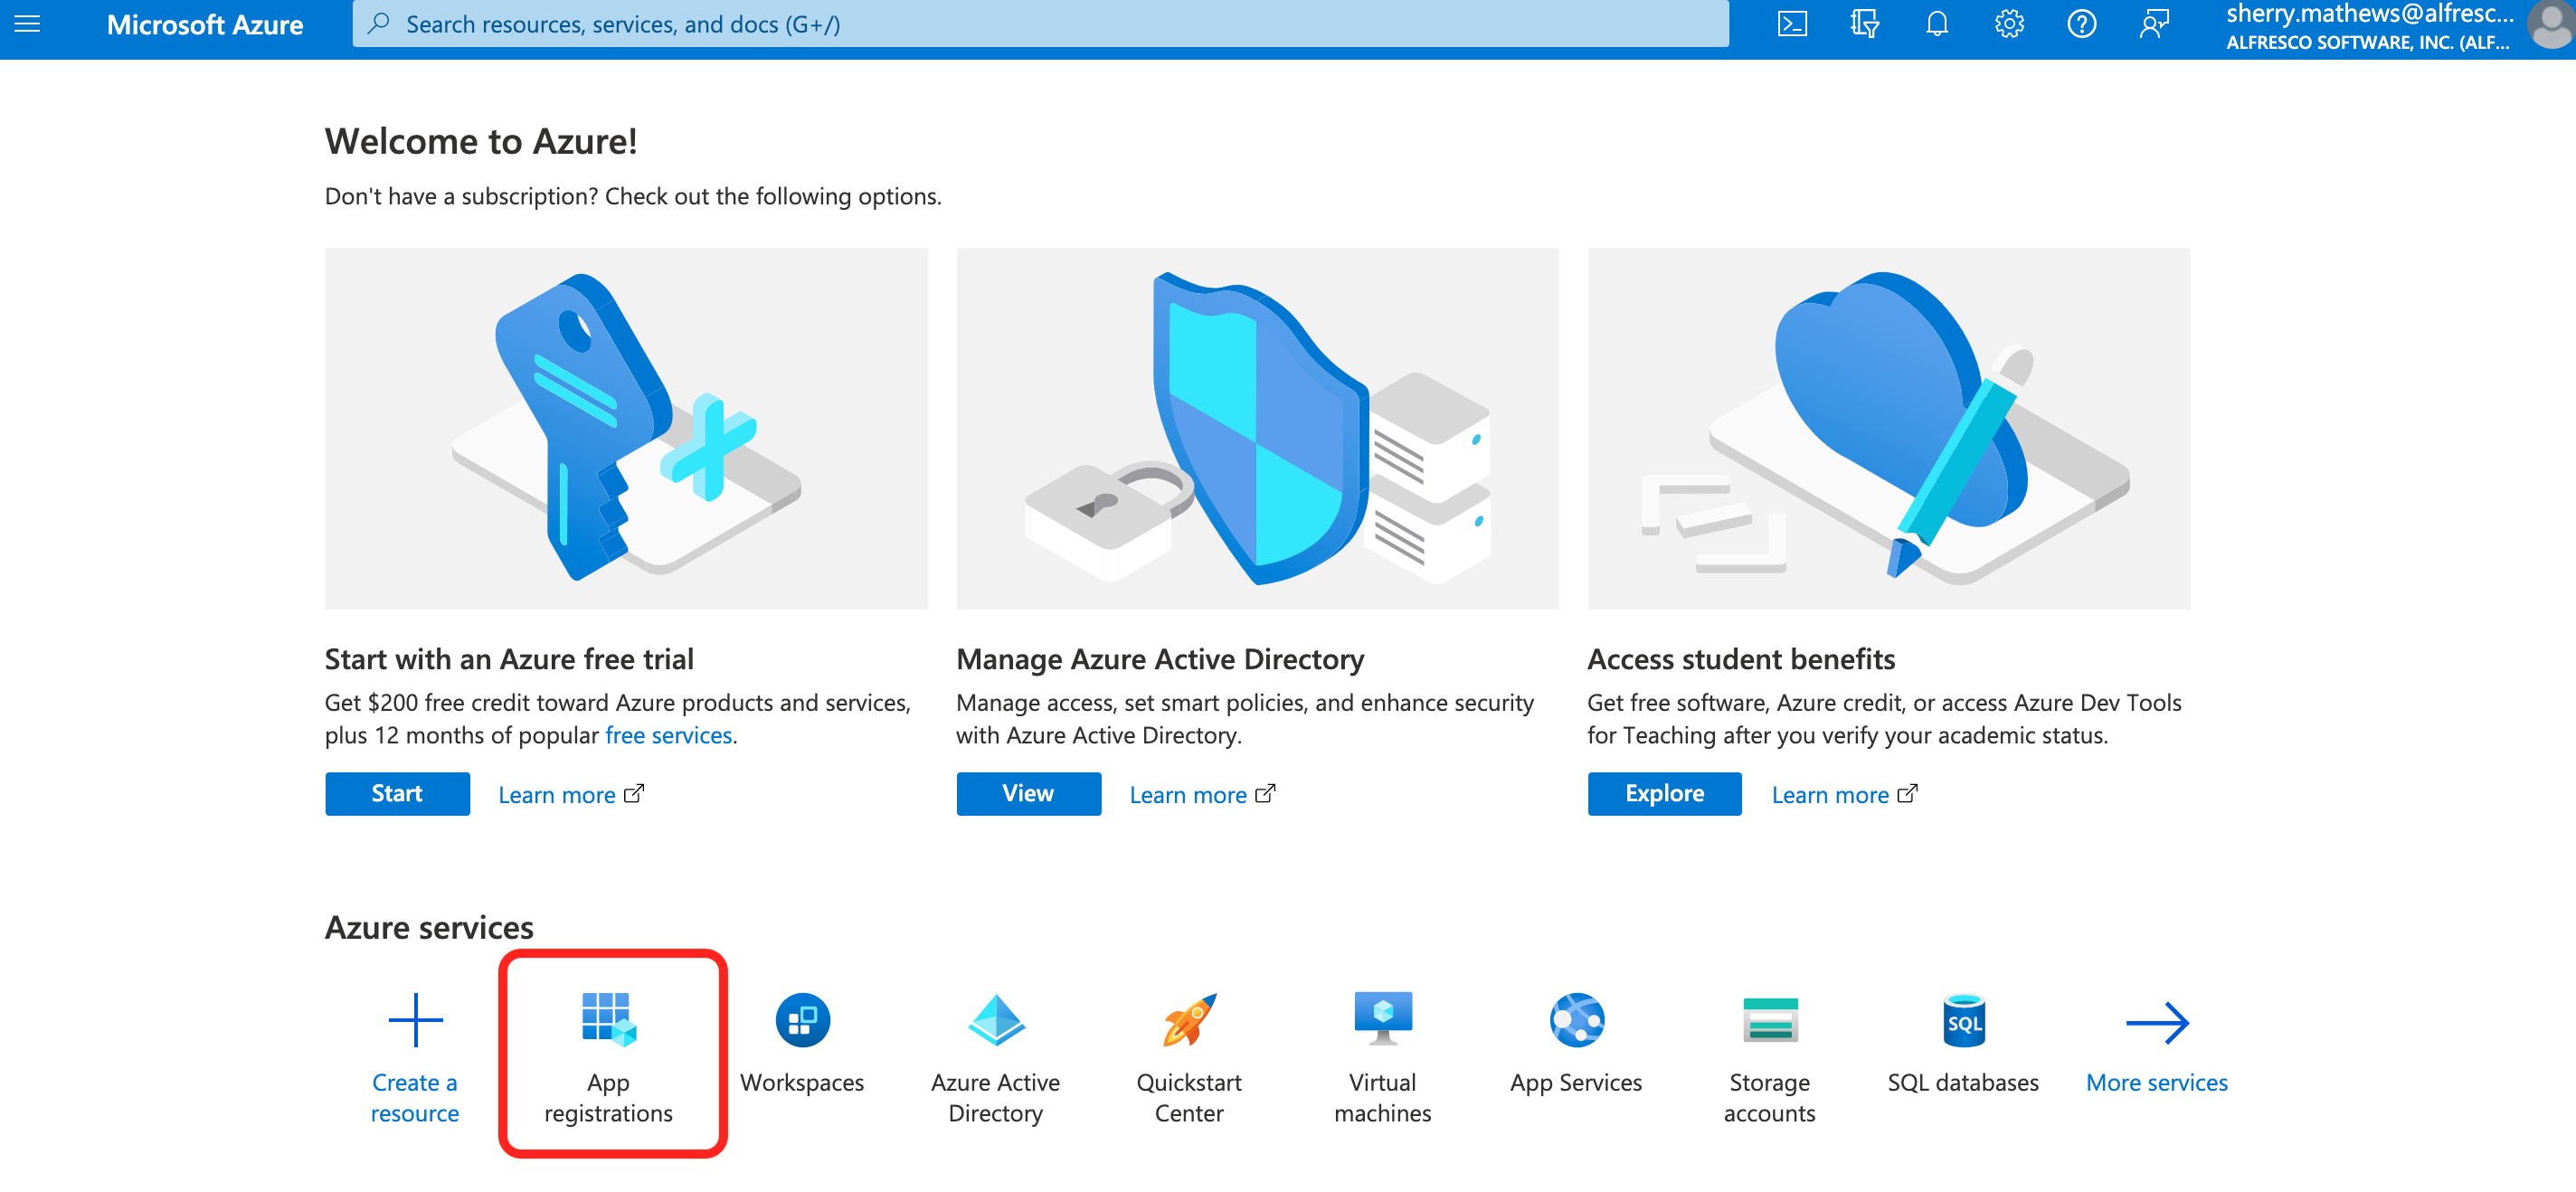 Microsoft Azure
Search resources, services, and docs (G+/)
sherry.mathews@alfresc...
ALFRESCO SOFTWARE, INC. (ALF...
Welcome to Azure!
Don't have a subscription? Check out the following options.
Start with an Azure free trial
Get $200 free credit toward Azure products and services,
plus 12 months of popular free services.
Start
Learn more
Manage Azure Active Directory
Manage access, set smart policies, and enhance security
with Azure Active Directory.
View
Learn more
Access student benefits
Get free software, Azure credit, or access Azure Dev Tools
for Teaching after you verify your academic status.
Explore
Learn more
Azure services
Create a
resource
App
registrations
Workspaces
Azure Active
Directory
Quickstart
Center
Virtual
machines
App Services
Storage
accounts
SQL
SQL databases
More services